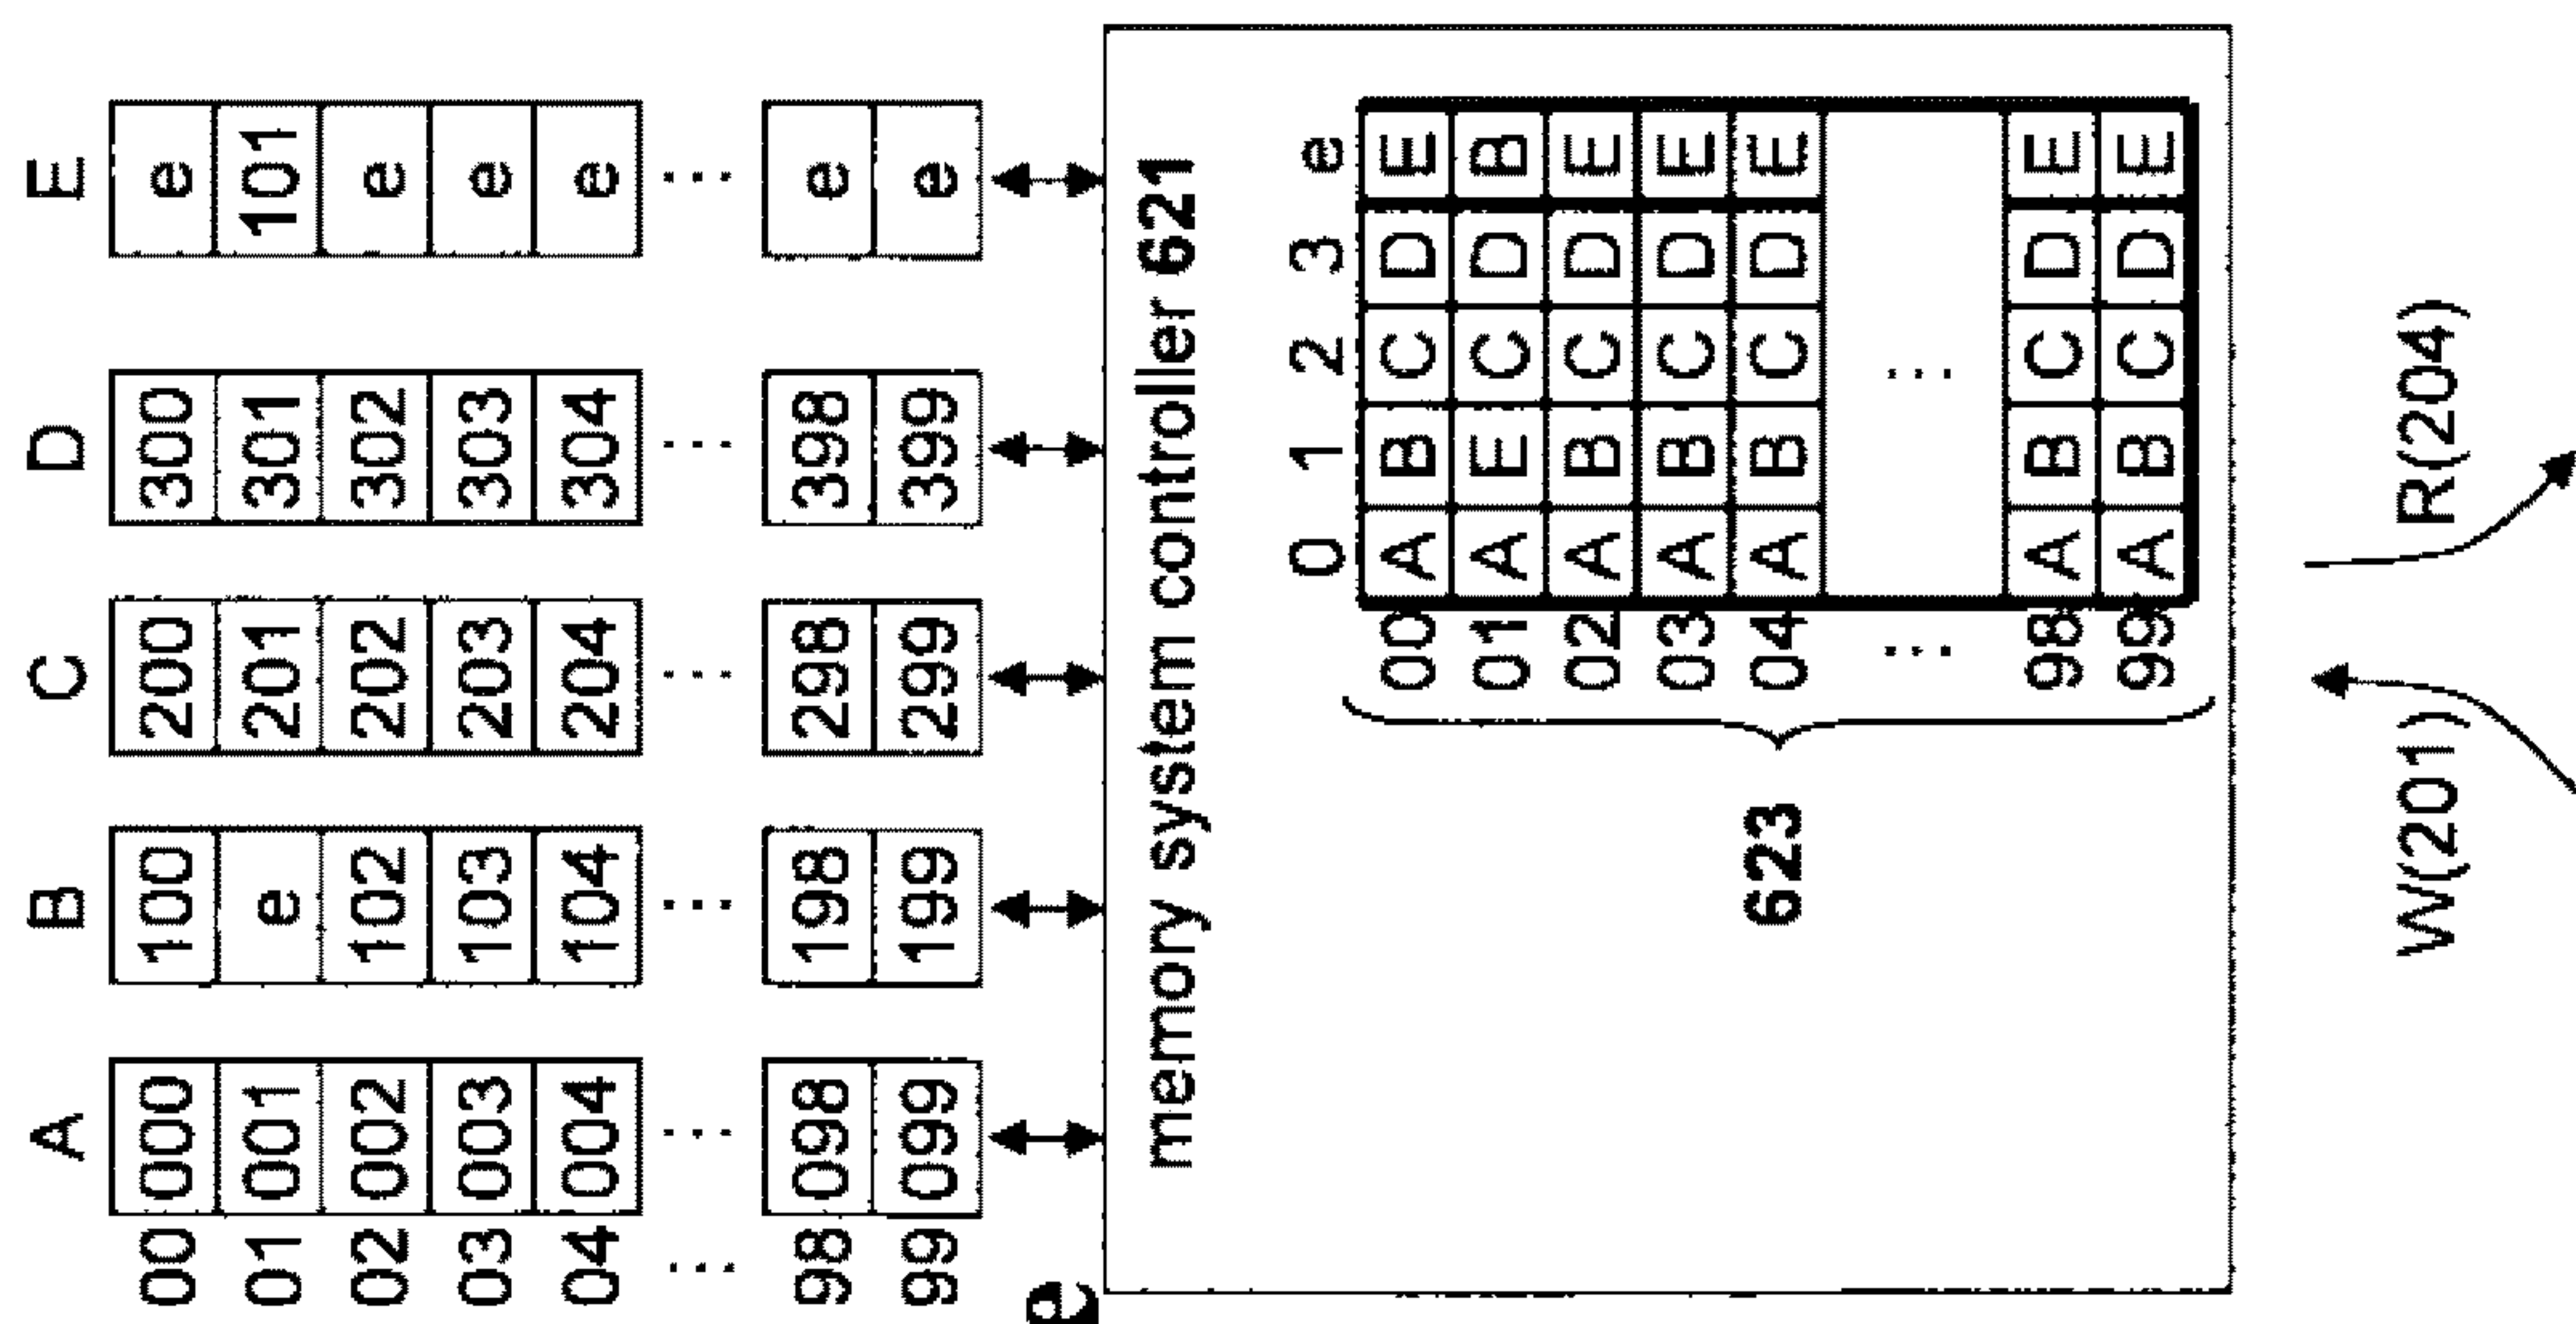 A B C D E
00 000 100 200 300 e
01 001 e 201 301 101
02 002 102 202 302 e
03 003 103 203 303 e
04 004 104 204 304 e
... ... ... ... ... ...
98 098 198 298 398 e
99 099 199 299 399 e
e
memory system controller 621
0 1 2 3 e
00 A B C D E
01 A E C D B
02 A B C D E
03 A B C D E
04 A B C D E
... ...
98 A B C D E
99 A B C D E
623
W(201) R(204)